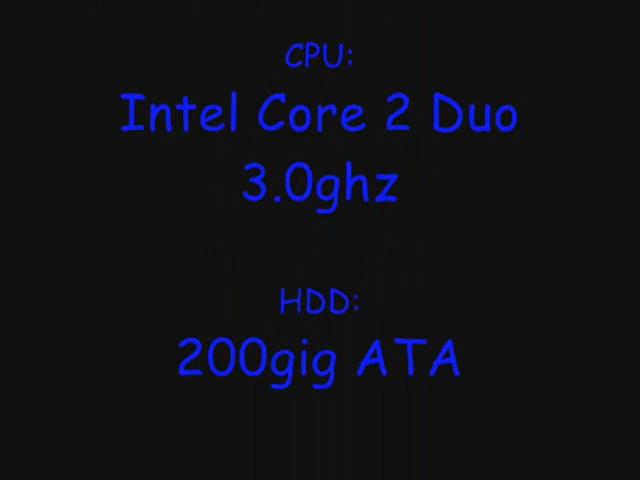 CPU:
Intel Core 2 Duo
3.0ghz
HDD:
200gig ATA